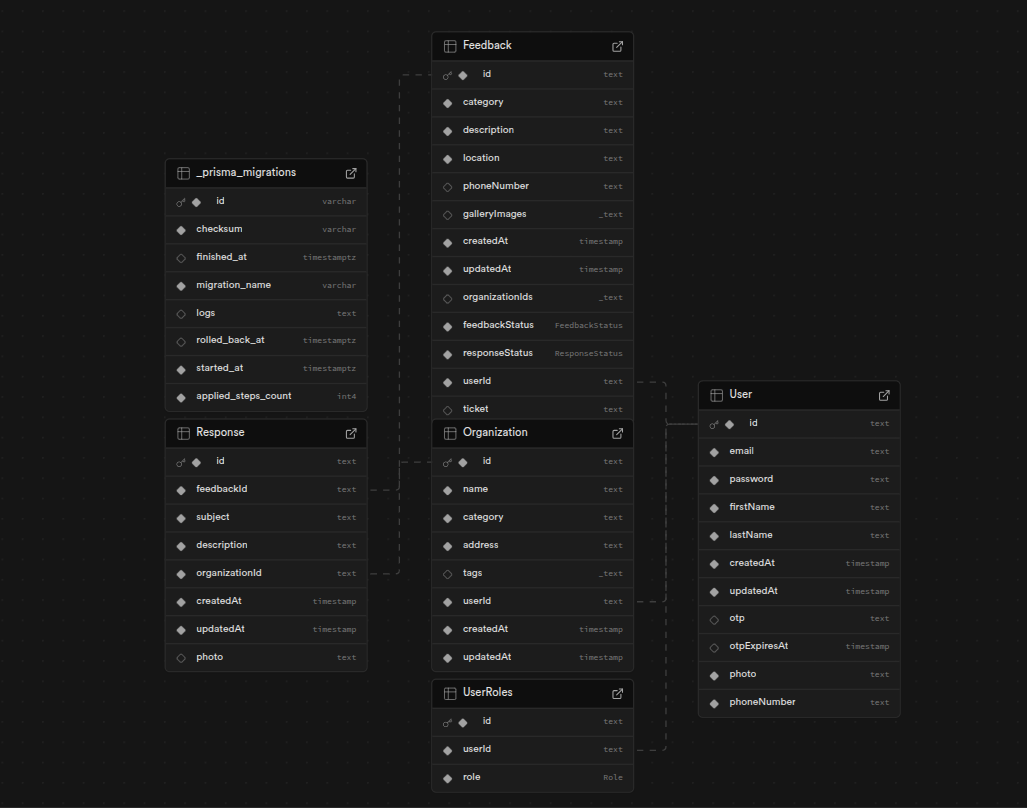 Feedback
id text
category text
description text
location text
phoneNumber text
galleryImages _text
createdAt timestamp
updatedAt timestamp
organizationIds _text
feedbackStatus FeedbackStatus
responseStatus ResponseStatus
userId text
ticket text
_prisma_migrations
id varchar
checksum varchar
finished_at timestamptz
migration_name varchar
logs text
rolled_back_at timestamptz
started_at timestamptz
applied_steps_count int4
Response
id text
feedbackId text
subject text
description text
organizationId text
createdAt timestamp
updatedAt timestamp
photo text
Organization
id text
name text
category text
address text
tags _text
userId text
createdAt timestamp
updatedAt timestamp
UserRoles
id text
userId text
role Role
User
id text
email text
password text
firstName text
lastName text
createdAt timestamp
updatedAt timestamp
otp text
otpExpiresAt timestamp
photo text
phoneNumber text